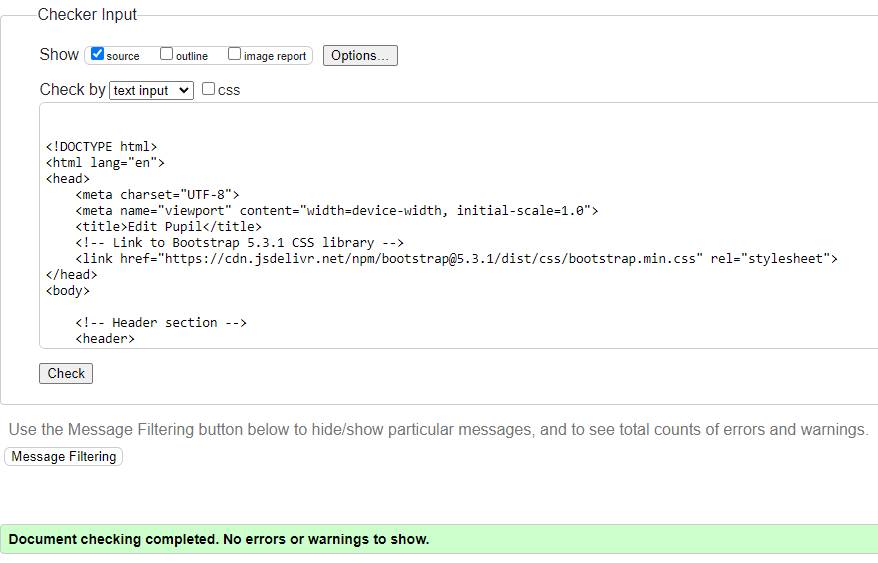 Checker Input
Show source outline image report Options...
Check by text input css
<!DOCTYPE html>
<html lang="en">
<head>
    <meta charset="UTF-8">
    <meta name="viewport" content="width=device-width, initial-scale=1.0">
    <title>Edit Pupil</title>
    <!-- Link to Bootstrap 5.3.1 CSS library -->
    <link href="https://cdn.jsdelivr.net/npm/bootstrap@5.3.1/dist/css/bootstrap.min.css" rel="stylesheet">
</head>
<body>
    <!-- Header section -->
    <header>
Check
Use the Message Filtering button below to hide/show particular messages, and to see total counts of errors and warnings.
Message Filtering
Document checking completed. No errors or warnings to show.